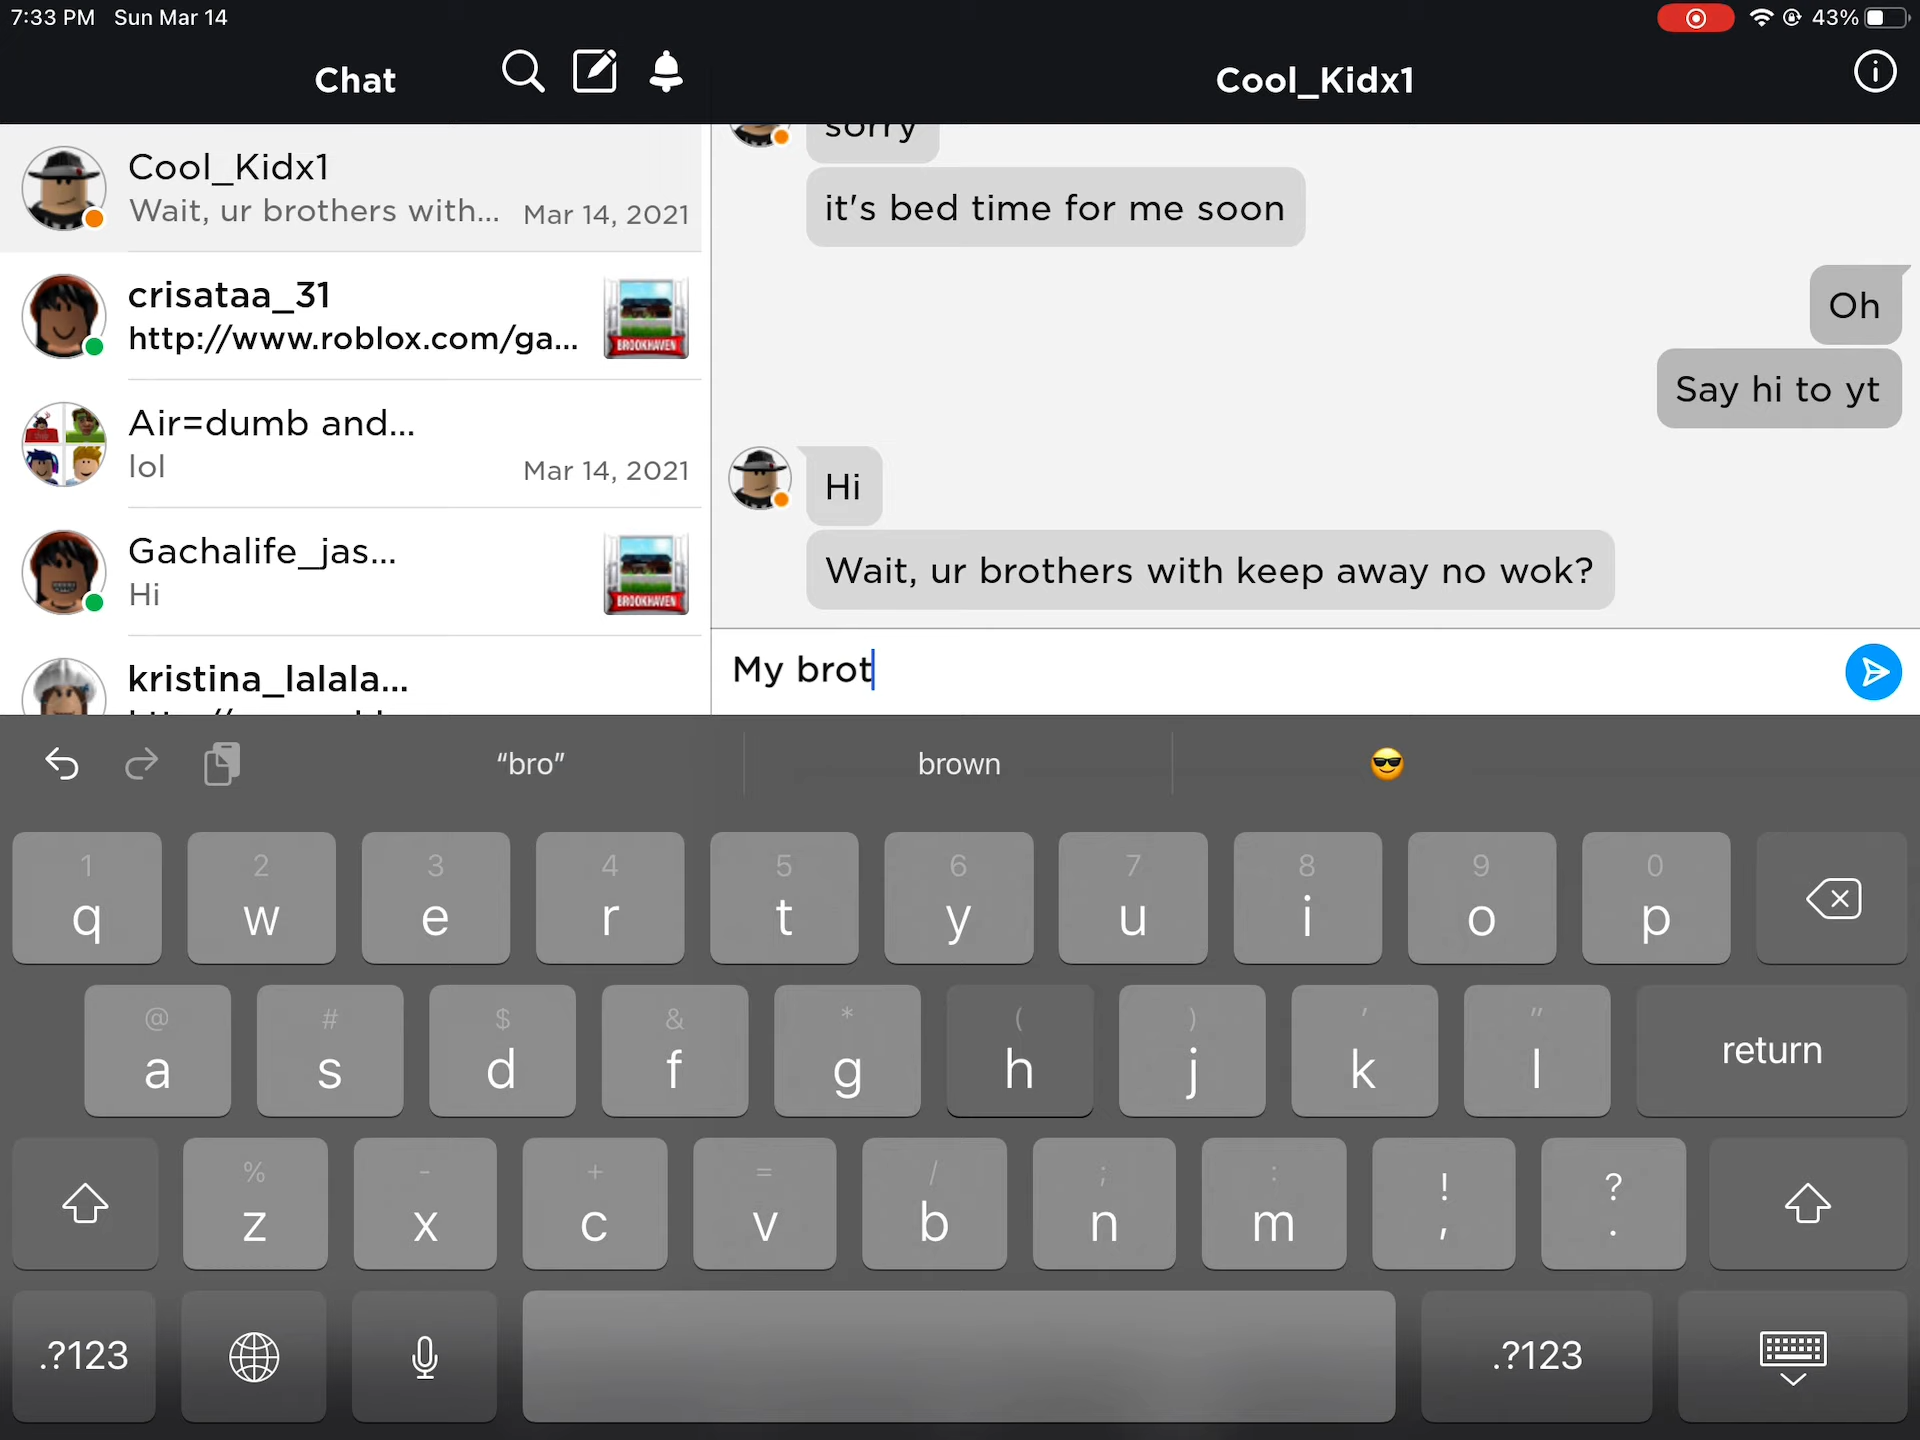 7:33 PM Sun Mar 14
43%
Chat
Cool_Kidx1
Cool_Kidx1
Wait, ur brothers with... Mar 14, 2021
crisataa_31
http://www.roblox.com/ga...
BROOKHAVEN
Air=dumb and...
lol Mar 14, 2021
Gachalife_jas...
Hi
BROOKHAVEN
kristina_lalala...
sorry
it's bed time for me soon
Oh
Say hi to yt
Hi
Wait, ur brothers with keep away no wok?
My brot
“bro” brown
1 2 3 4 5 6 7 8 9 0
q w e r t y u i o p
@ # $ & * ( ) ' "
a s d f g h j k l return
% - + = / ; : ! ?
z x c v b n m , .
.?123 .?123